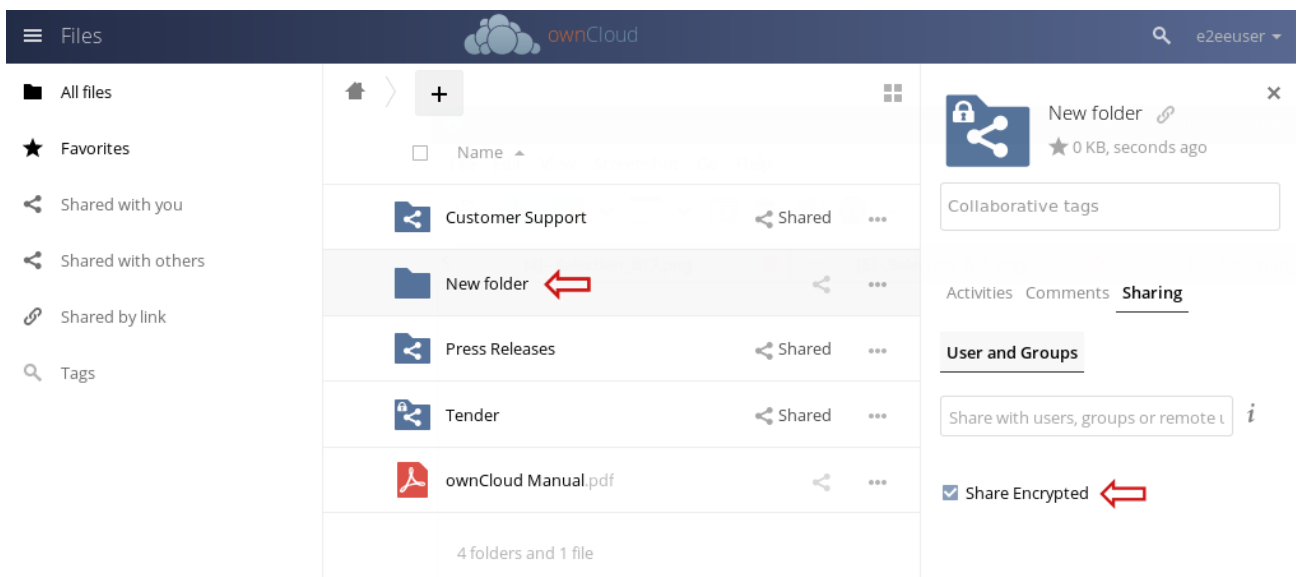 Files
ownCloud
e2eeuser
All files
Favorites
Shared with you
Shared with others
Shared by link
Tags
+
Name
Customer Support Shared
New folder
Press Releases Shared
Tender Shared
ownCloud Manual.pdf
4 folders and 1 file
New folder
0 KB, seconds ago
Collaborative tags
Activities Comments Sharing
User and Groups
Share with users, groups or remote u
i
Share Encrypted